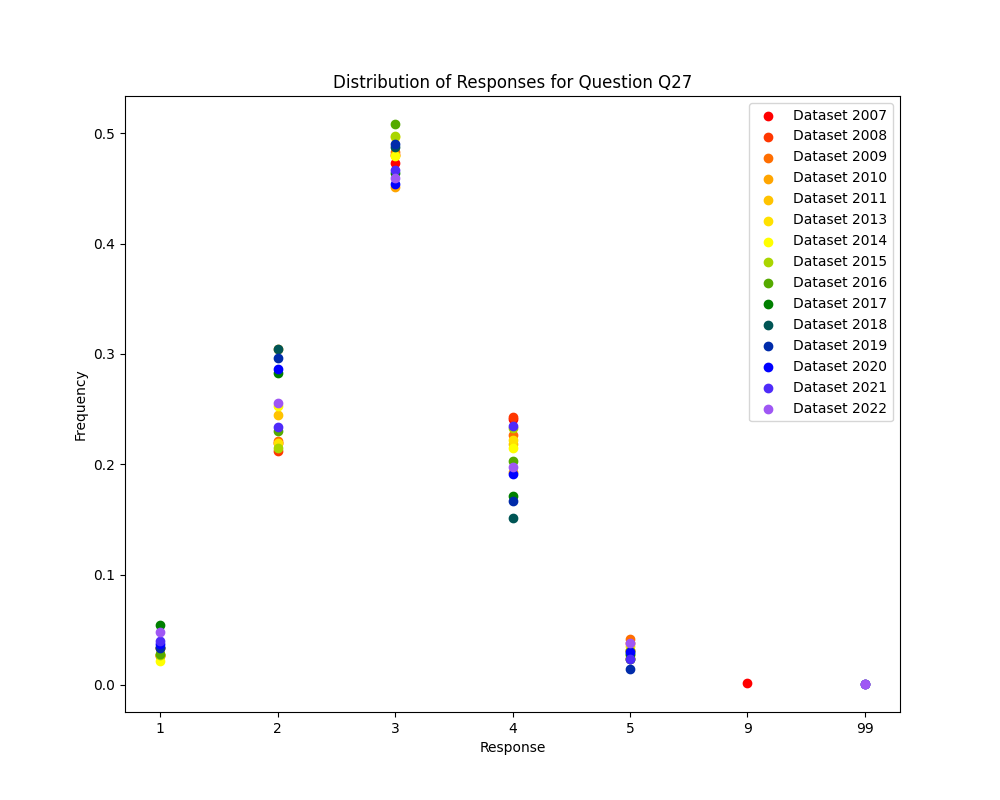 Distribution of Responses for Question Q27
Dataset 2007
Dataset 2008
Dataset 2009
Dataset 2010
Dataset 2011
Dataset 2013
Dataset 2014
Dataset 2015
Dataset 2016
Dataset 2017
Dataset 2018
Dataset 2019
Dataset 2020
Dataset 2021
Dataset 2022
0.5
0.4
0.3
0.2
0.1
0.0
Frequency
1 2 3 4 5 9 99
Response